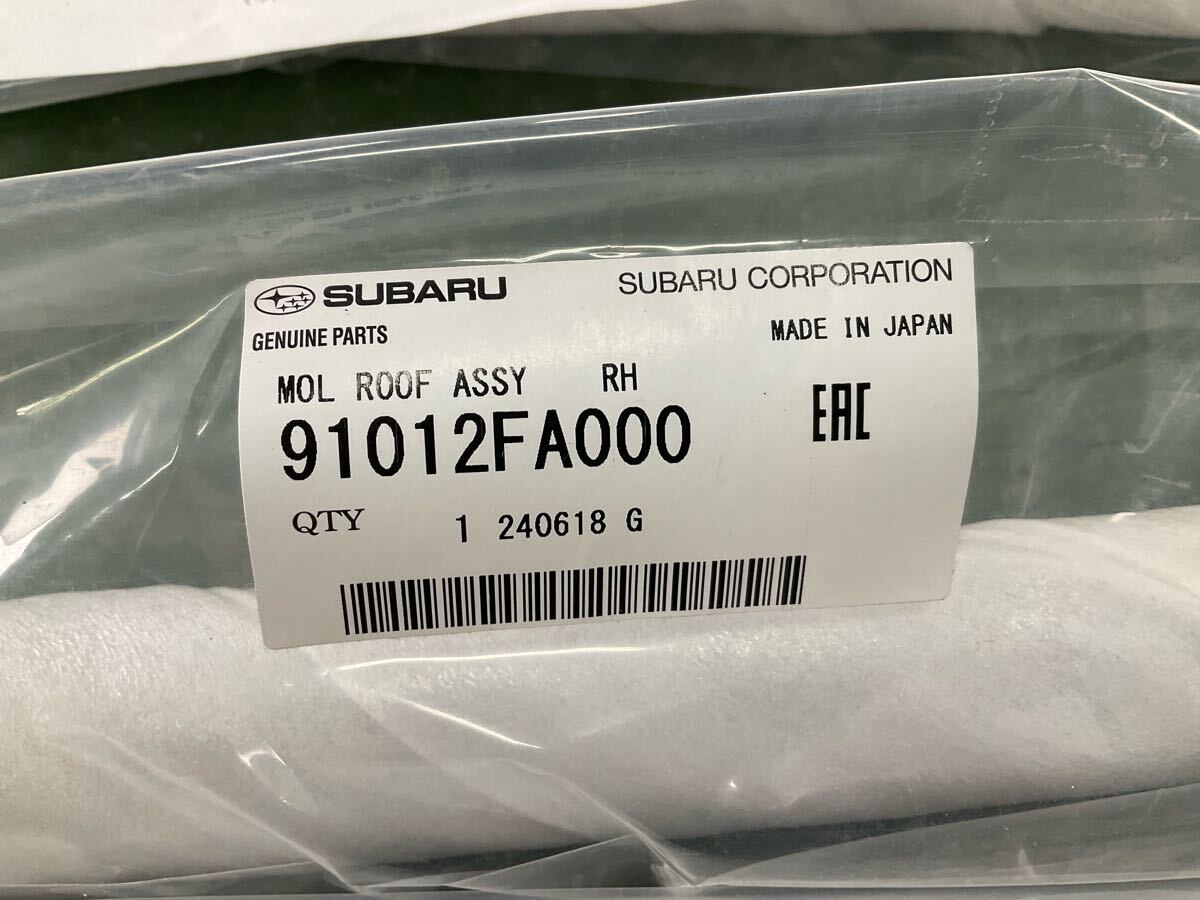 SUBARU
SUBARU CORPORATION
GENUINE PARTS
MADE IN JAPAN
MOL ROOF ASSY RH
91012FA000
EAC
QTY 1 240618 G